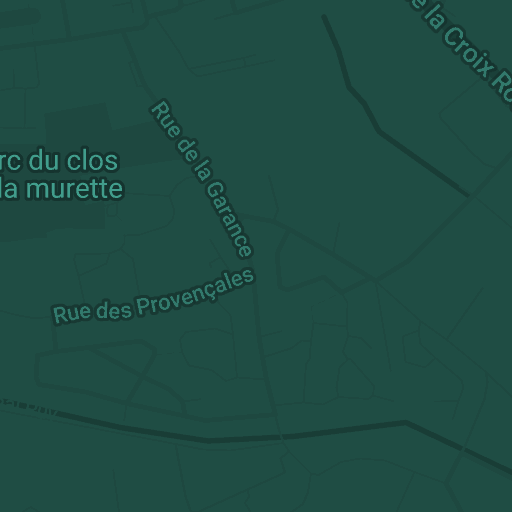 e la Croix Ro
rc du clos
la murette
Rue de la Garance
Rue des Provençales